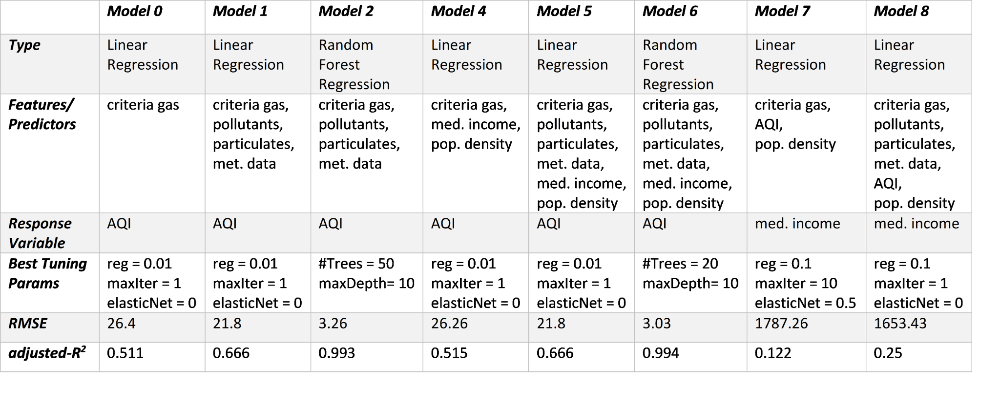 Model 0 Model 1 Model 2 Model 4 Model 5 Model 6 Model 7 Model 8
Type Linear Linear Random Linear Linear Random Linear Linear
Regression Regression Forest Regression Regression Forest Regression Regression
Regression Regression
Features/ criteria gas criteria gas, criteria gas, criteria gas, criteria gas, criteria gas, criteria gas, criteria gas,
Predictors pollutants, pollutants, med. income, pollutants, pollutants, AQI, pollutants,
particulates, particulates, pop. density particulates, particulates, pop. density particulates,
met. data met. data met. data, met. data, met. data,
med. income, med. income, AQI,
pop. density pop. density pop. density
Response AQI AQI AQI AQI AQI AQI med. income med. income
Variable
Best Tuning reg = 0.01 reg = 0.01 #Trees = 50 reg = 0.01 reg = 0.01 #Trees = 20 reg = 0.1 reg = 0.1
Params maxIter = 1 maxIter = 1 maxDepth= 10 maxIter = 1 maxIter = 1 maxDepth= 10 maxIter = 10 maxIter = 1
elasticNet = 0 elasticNet = 0 elasticNet = 0 elasticNet = 0 elasticNet = 0.5 elasticNet = 0
RMSE 26.4 21.8 3.26 26.26 21.8 3.03 1787.26 1653.43
adjusted-R² 0.511 0.666 0.993 0.515 0.666 0.994 0.122 0.25